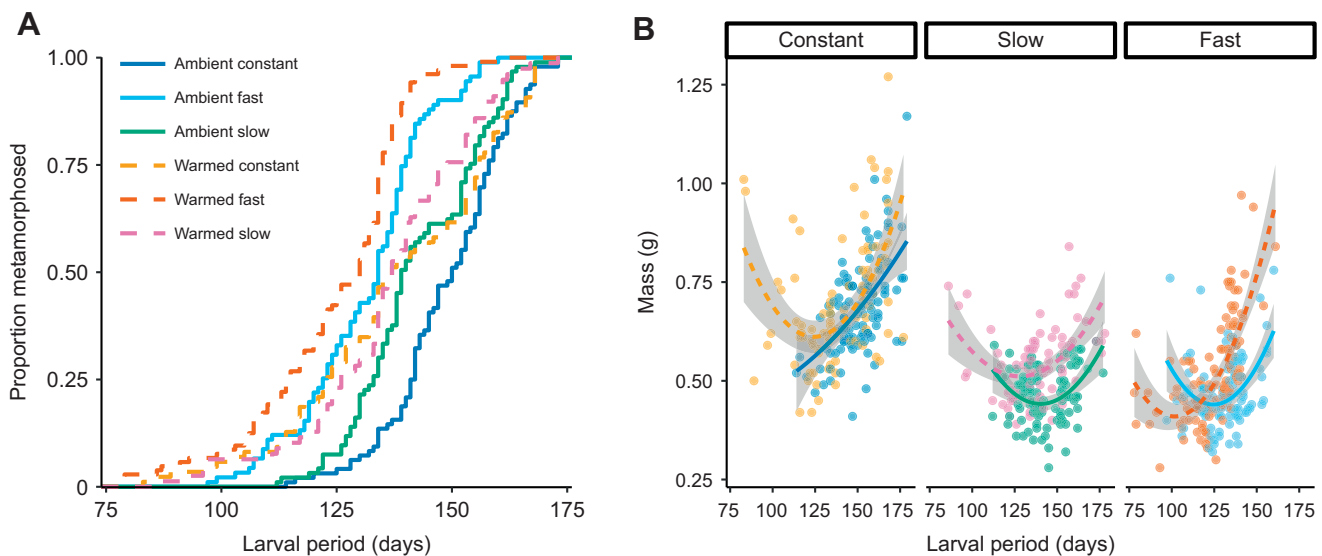 A
Proportion metamorphosed
1.00
0.75
0.50
0.25
0
Ambient constant
Ambient fast
Ambient slow
Warmed constant
Warmed fast
Warmed slow
75 100 125 150 175
Larval period (days)
B
Constant Slow Fast
Mass (g)
1.25
1.00
0.75
0.50
0.25
75 100 125 150 175 75 100 125 150 175 75 100 125 150 175
Larval period (days)